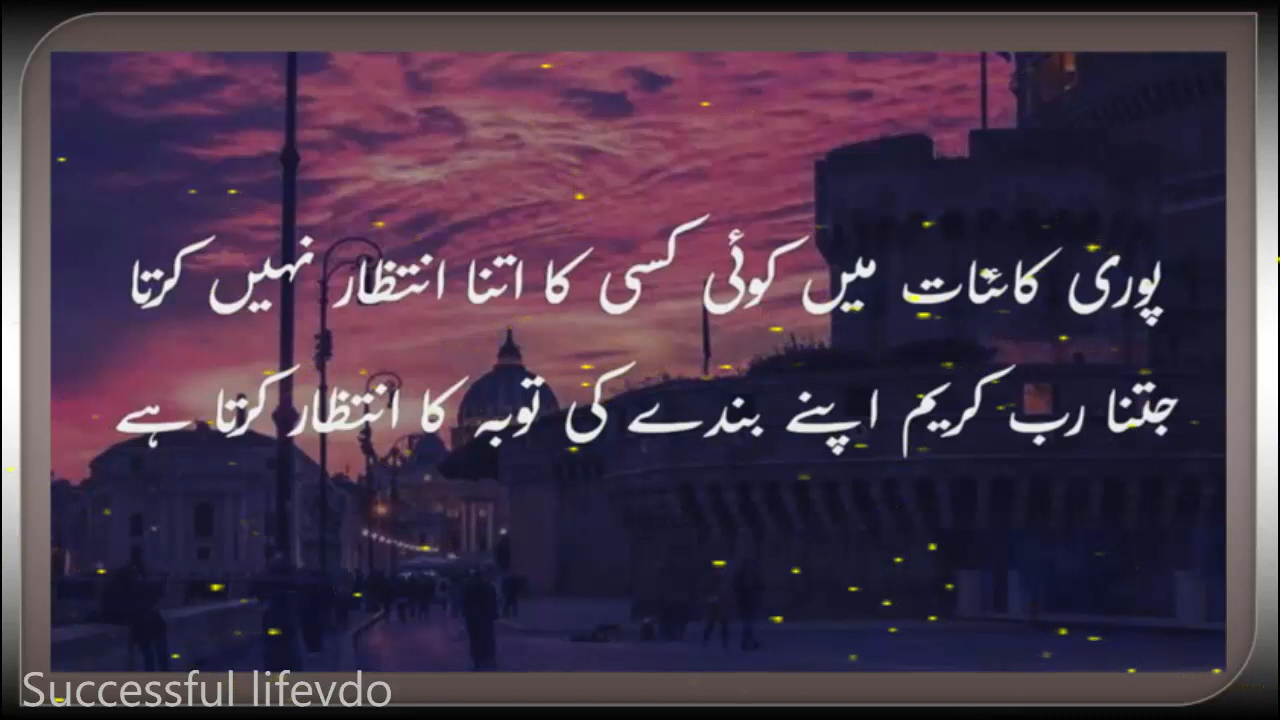 پوری کائنات میں کوئی کسی کا اتنا انتظار نہیں کرتا
جتنا رب کریم اپنے بندے کی توبہ کا انتظار کرتا ہے
Successful lifevdo